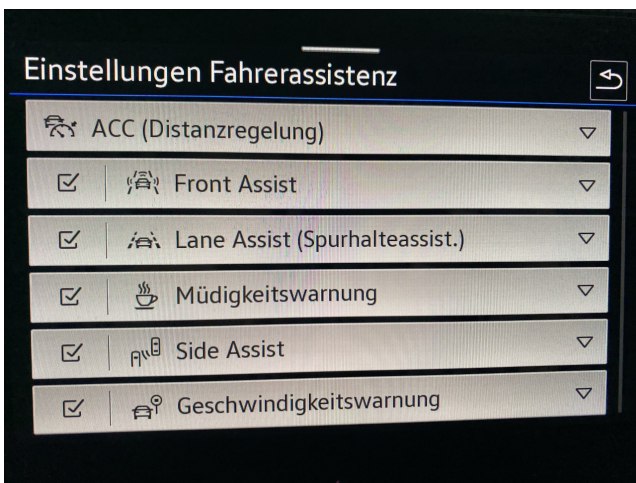 Einstellungen Fahrerassistenz
ACC (Distanzregelung)
Front Assist
Lane Assist (Spurhalteassist.)
Müdigkeitswarnung
Side Assist
Geschwindigkeitswarnung